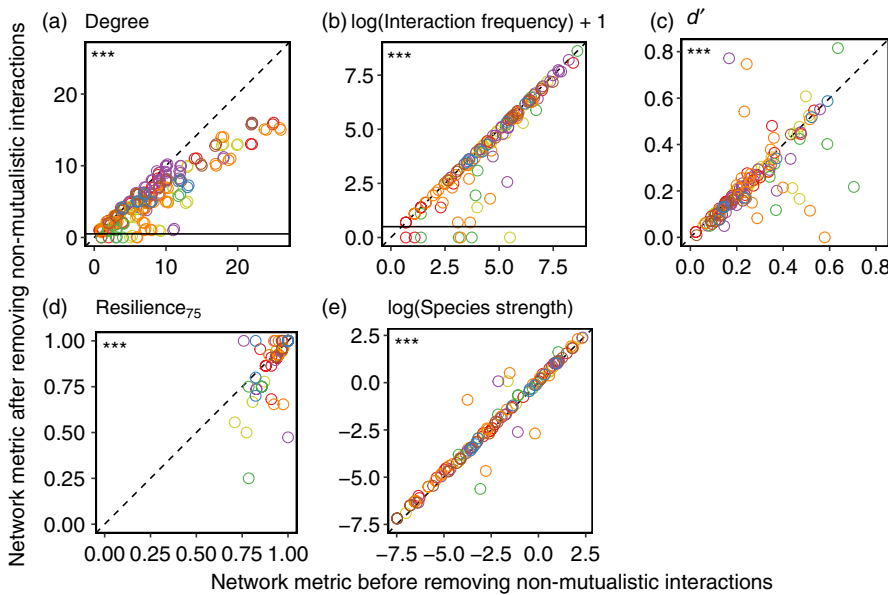 (a) Degree
***
20
10
0
0 10 20
(b) log(Interaction frequency) + 1
***
7.5
5.0
2.5
0.0
0.0 2.5 5.0 7.5
(c) d′
***
0.8
0.6
0.4
0.2
0.0
0.0 0.2 0.4 0.6 0.8
(d) Resilience₇₅
***
1.00
0.75
0.50
0.25
0.00
0.00 0.25 0.50 0.75 1.00
(e) log(Species strength)
***
2.5
0.0
−2.5
−5.0
−7.5
−7.5 −5.0 −2.5 0.0 2.5
Network metric after removing non-mutualistic interactions
Network metric before removing non-mutualistic interactions